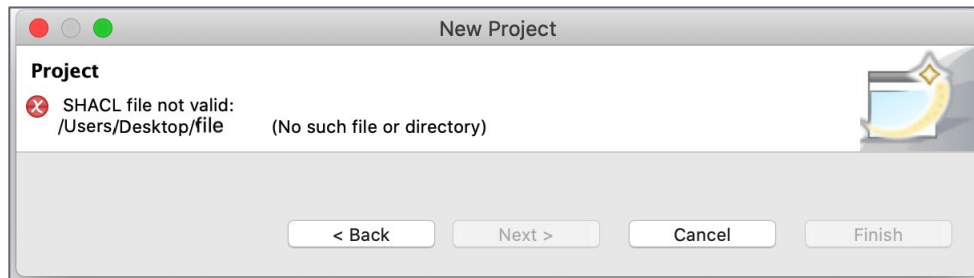 New Project
Project
SHACL file not valid:
/Users/Desktop/file (No such file or directory)
< Back Next > Cancel Finish